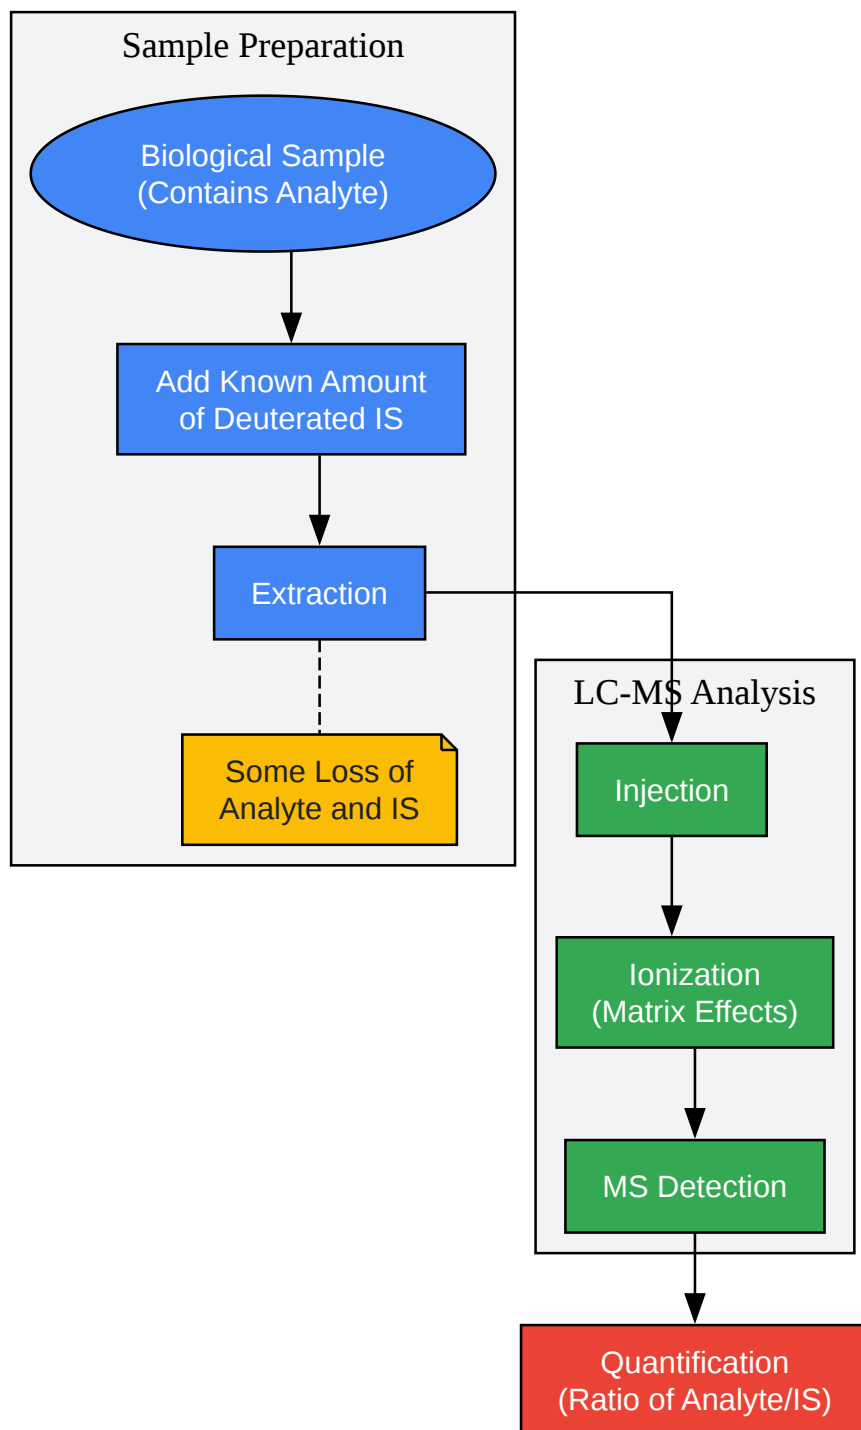 Sample Preparation
Biological Sample
(Contains Analyte)
Add Known Amount
of Deuterated IS
Extraction
Some Loss of
Analyte and IS
LC-MS Analysis
Injection
Ionization
(Matrix Effects)
MS Detection
Quantification
(Ratio of Analyte/IS)